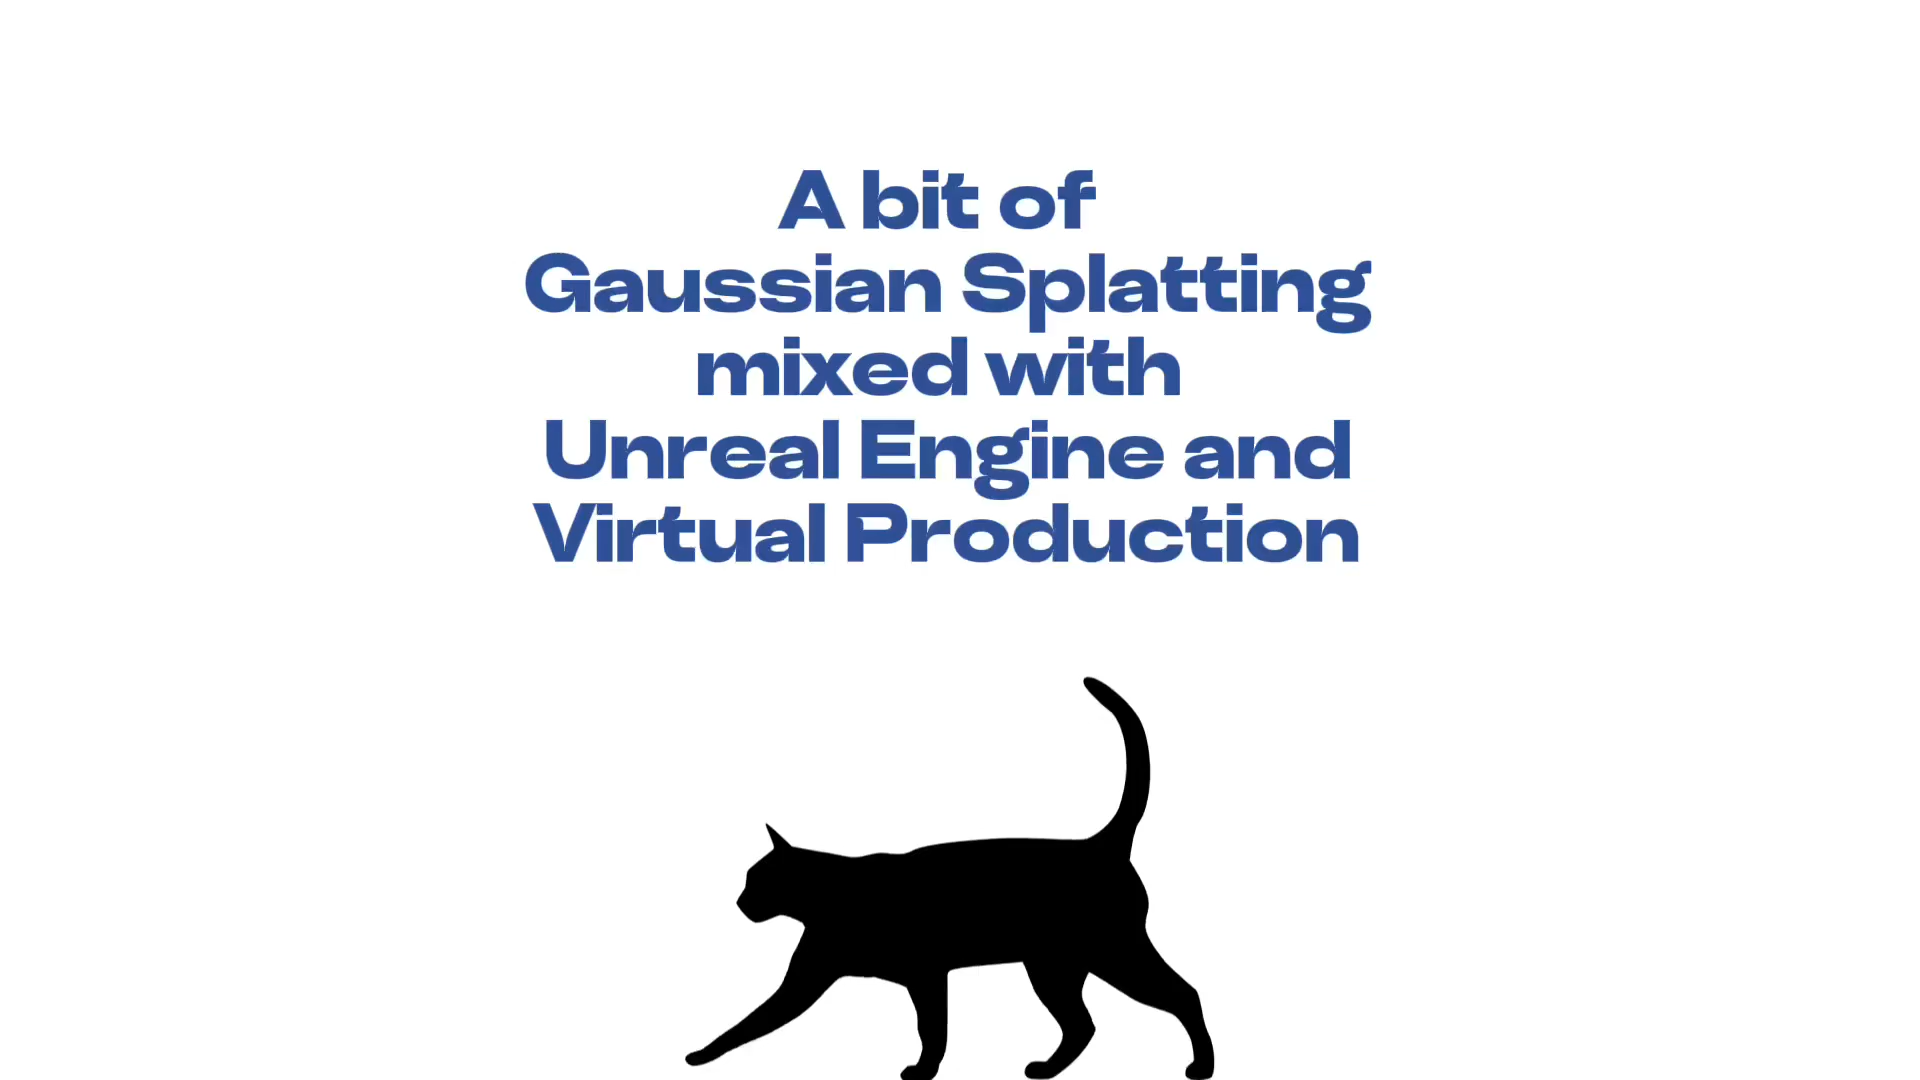 A bit of
Gaussian Splatting
mixed with
Unreal Engine and
Virtual Production